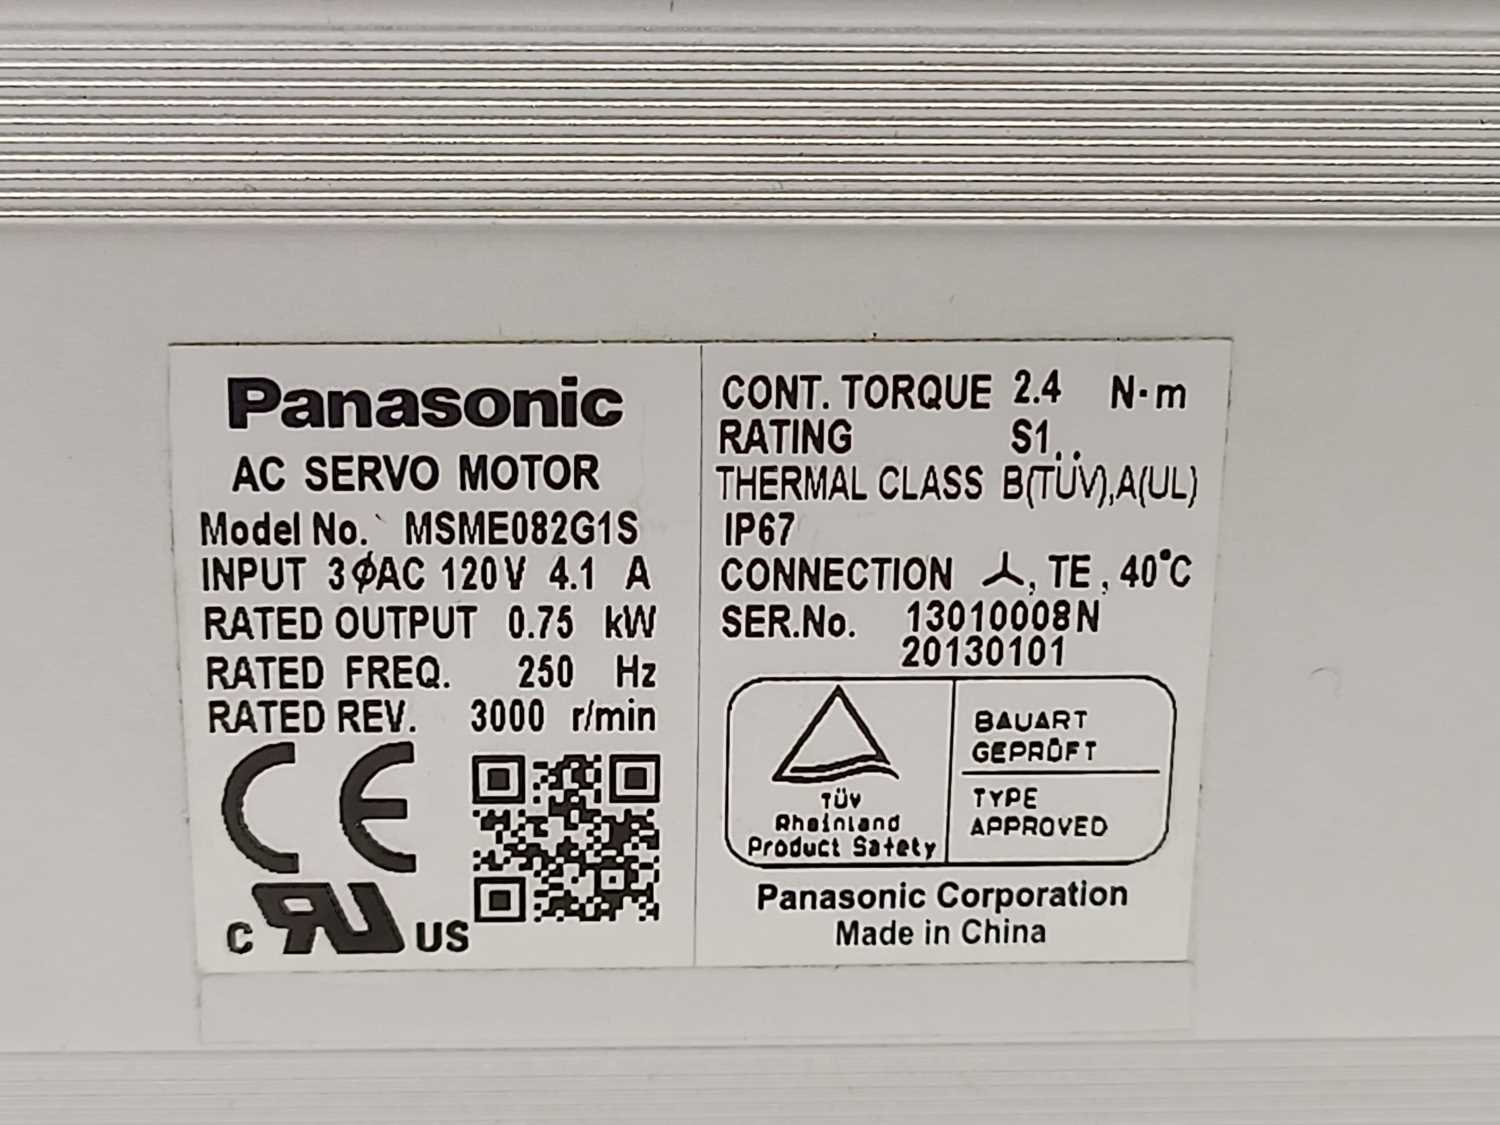 Panasonic
AC SERVO MOTOR
Model No. MSME082G1S
INPUT 3ϕAC 120V 4.1 A
RATED OUTPUT 0.75 kW
RATED FREQ. 250 Hz
RATED REV. 3000 r/min
CE
c RU US
CONT. TORQUE 2.4 N·m
RATING S1
THERMAL CLASS B(TÜV),A(UL)
IP67
CONNECTION ⅄, TE, 40°C
SER.No. 13010008N
20130101
TÜV
Rheinland
Product Safety
BAUART
GEPRÜFT
TYPE
APPROVED
Panasonic Corporation
Made in China